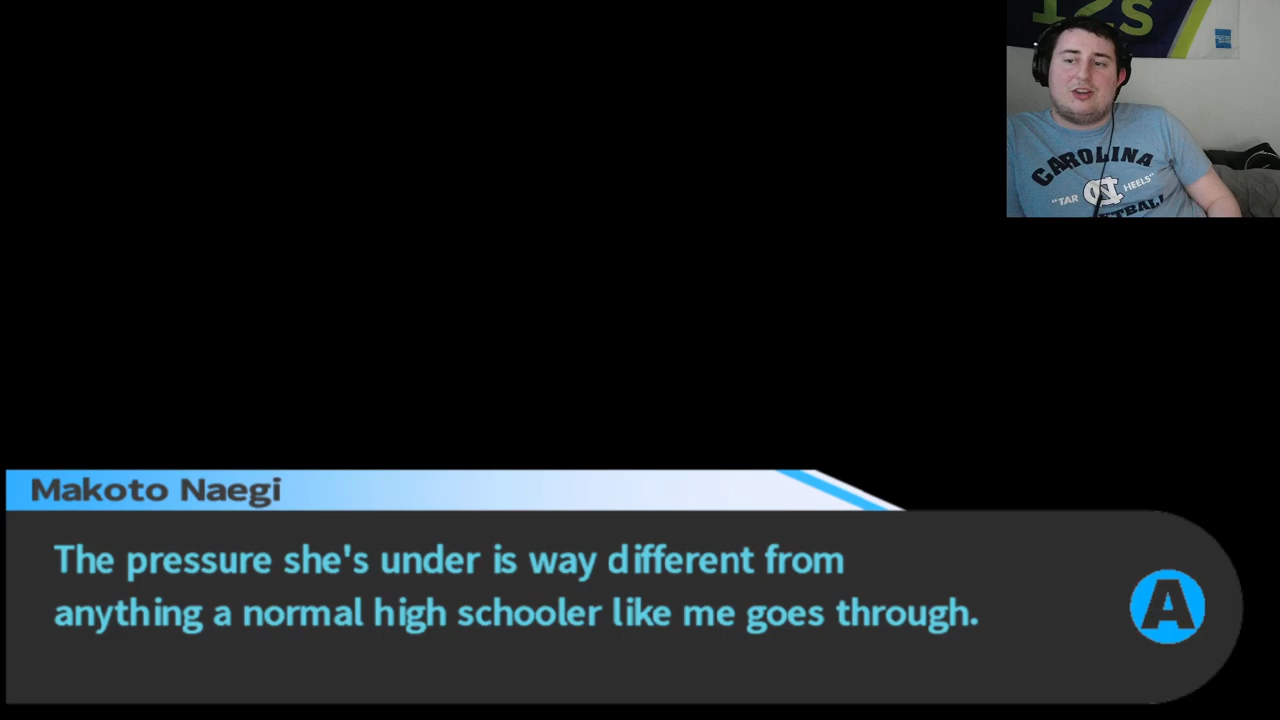 12s
CAROLINA
"TAR NC HEELS"
Makoto Naegi
The pressure she's under is way different from
anything a normal high schooler like me goes through.
A